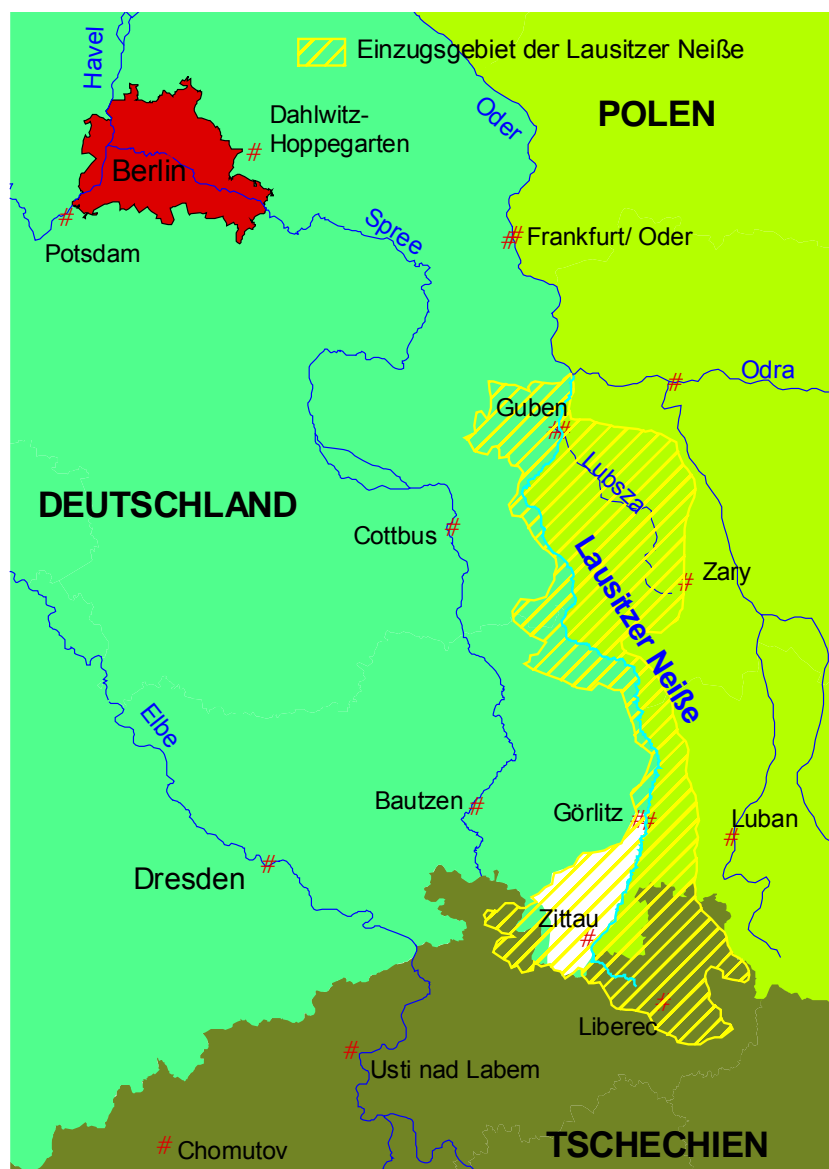 Havel
Einzugsgebiet der Lausitzer Neiße
Oder
POLEN
Dahlwitz-
Hoppegarten
Berlin
Spree
Potsdam
Frankfurt/ Oder
Odra
Guben
Lubsza
DEUTSCHLAND
Cottbus
Zary
Lausitzer Neiße
Elbe
Bautzen
Görlitz
Luban
Dresden
Zittau
Liberec
Usti nad Labem
Chomutov
TSCHECHIEN